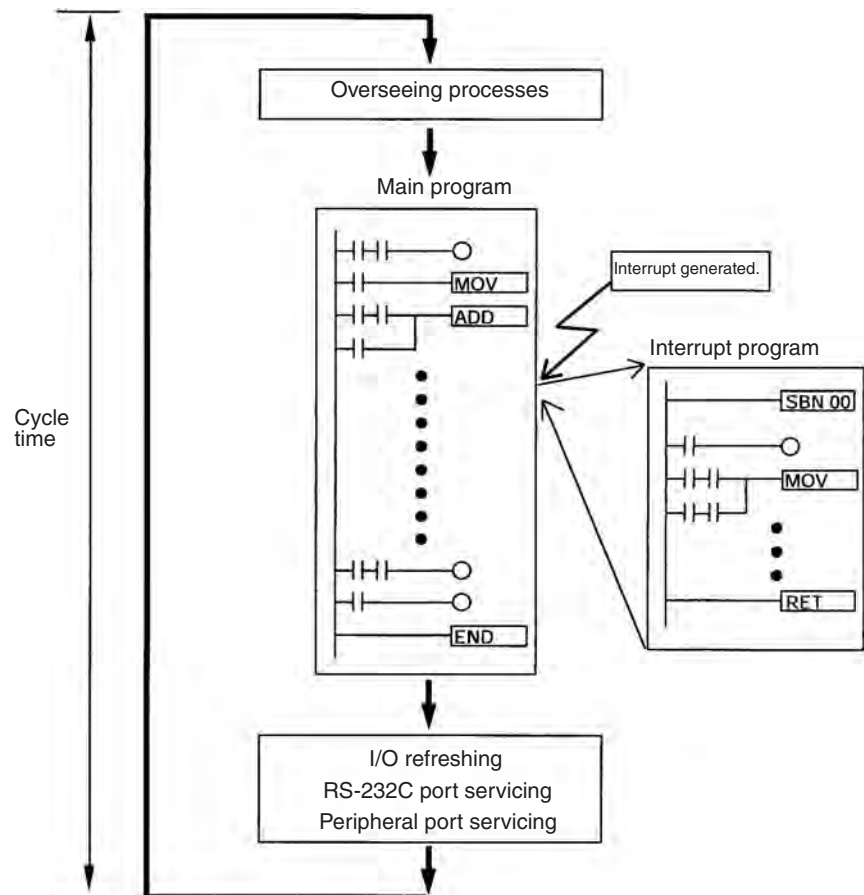 Overseeing processes
Main program
MOV
ADD
END
Interrupt generated.
Interrupt program
SBN 00
MOV
RET
Cycle
time
I/O refreshing
RS-232C port servicing
Peripheral port servicing